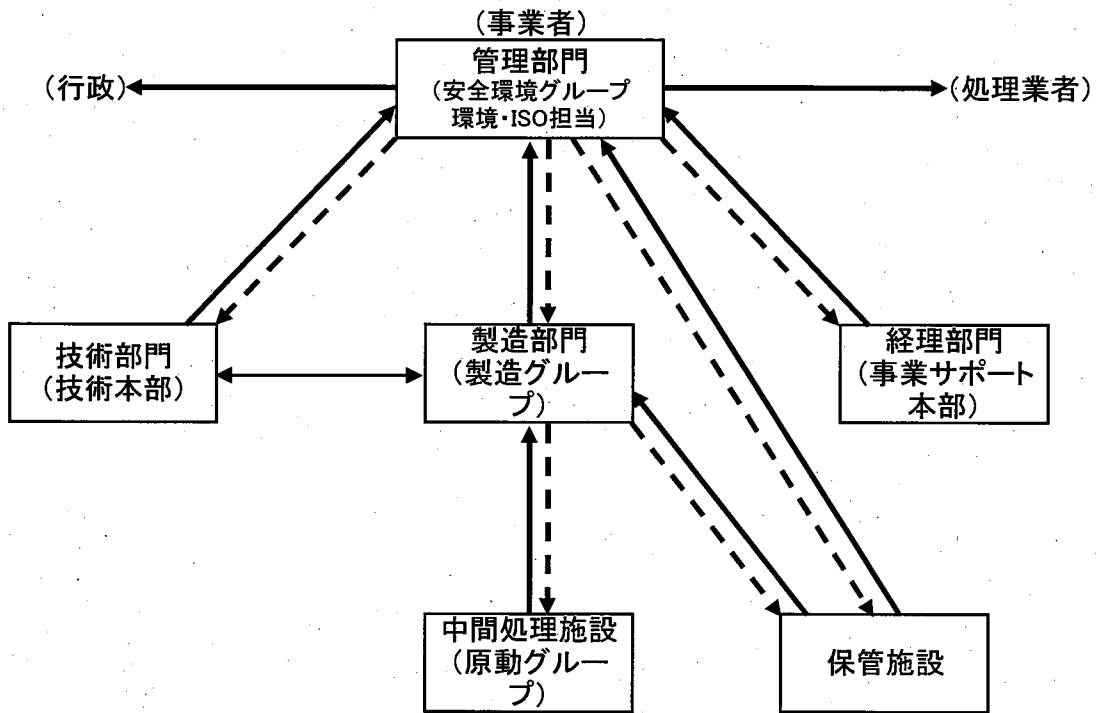 (事業者)
管理部門
(安全環境グループ
環境・ISO担当)
(行政)
(処理業者)
技術部門
(技術本部)
製造部門
(製造グルー
プ)
経理部門
(事業サポート
本部)
中間処理施設
(原動グルー
プ)
保管施設